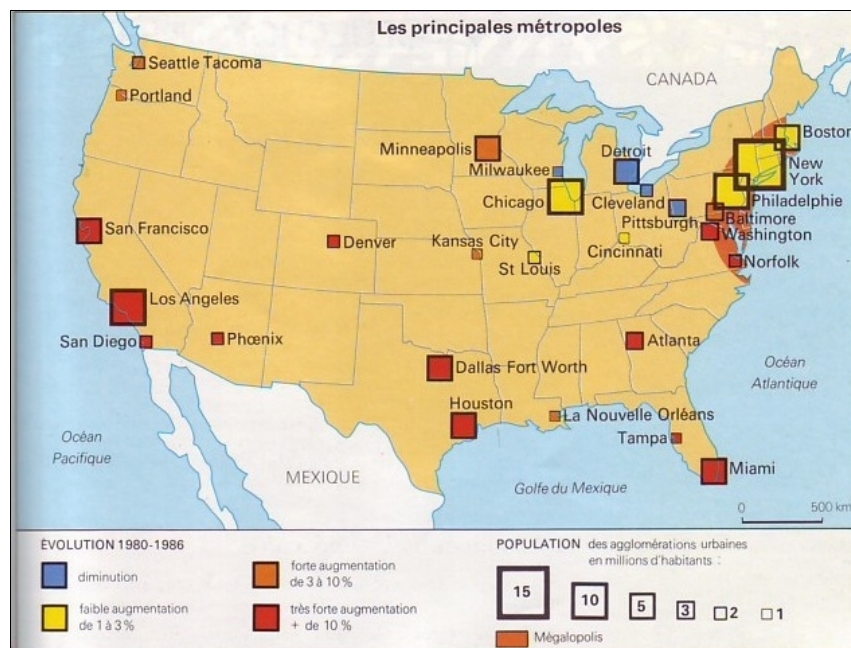 Les principales métropoles
Seattle Tacoma
CANADA
Portland
Boston
Minneapolis
Detroit
Milwaukee
New
York
Chicago
Cleveland
Philadelphie
Pittsburgh
Baltimore
San Francisco
Washington
Denver
Kansas City
Cincinnati
St Louis
Norfolk
Los Angeles
San Diego
Phœnix
Atlanta
Dallas Fort Worth
Océan
Atlantique
Houston
La Nouvelle Orléans
Océan
Pacifique
Tampa
Miami
MEXIQUE
Golfe du Mexique
0 500 km
ÉVOLUTION 1980-1986
diminution
faible augmentation
de 1 à 3 %
forte augmentation
de 3 à 10 %
très forte augmentation
+ de 10 %
POPULATION des agglomérations urbaines
en millions d'habitants :
15 10 5 3 2 1
Mégalopolis